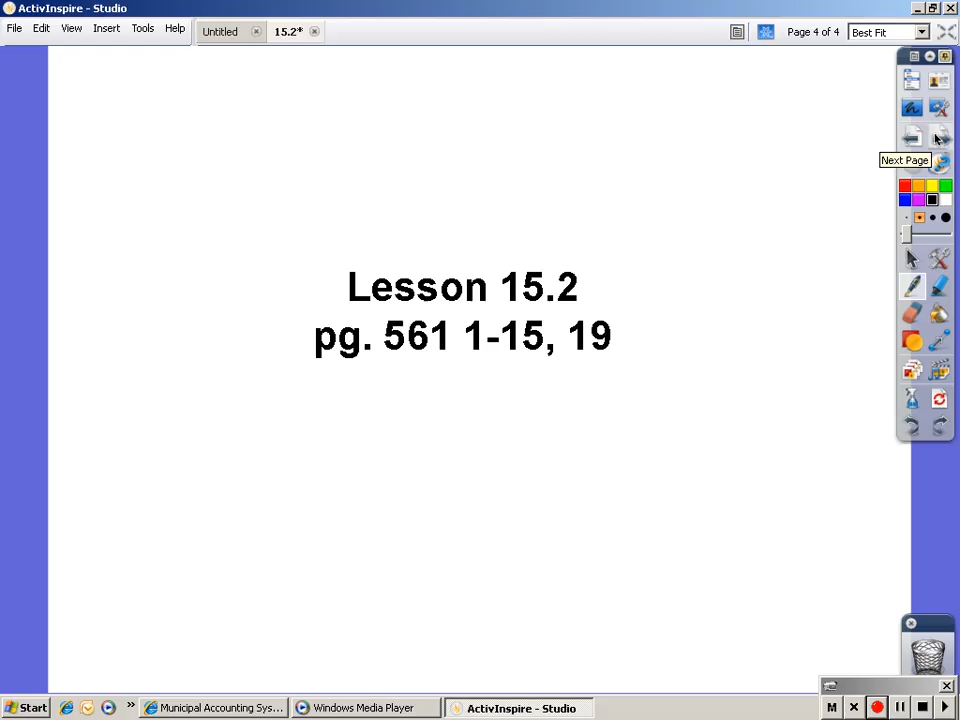 ActivInspire - Studio
File Edit View Insert Tools Help
Untitled 15.2* Page 4 of 4 Best Fit
Next Page
Lesson 15.2
pg. 561 1-15, 19
Start » Municipal Accounting Sys... Windows Media Player ActivInspire - Studio
M